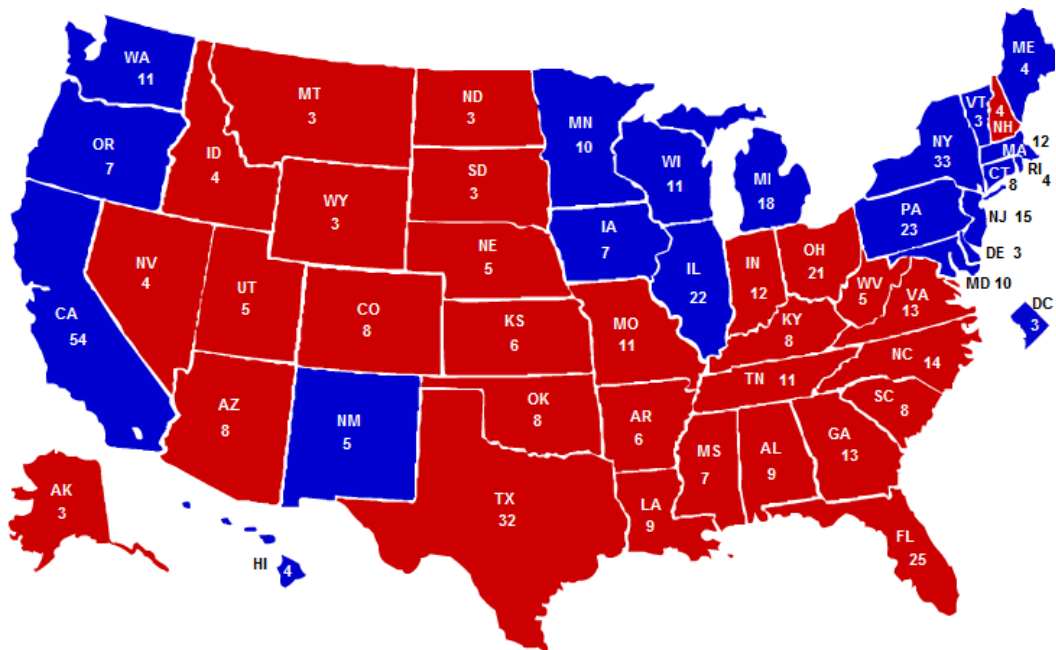 WA
11
OR
7
CA
54
NV
4
ID
4
MT
3
WY
3
UT
5
AZ
8
CO
8
NM
5
ND
3
SD
3
NE
5
KS
6
OK
8
TX
32
MN
10
IA
7
MO
11
AR
6
LA
9
WI
11
IL
22
MI
18
IN
12
OH
21
KY
8
TN 11
MS
7
AL
9
GA
13
FL
25
SC
8
NC 14
VA
13
WV
5
PA
23
NY
33
VT
3
4
NH
ME
4
12
MA
RI
4
CT
8
NJ 15
DE 3
MD 10
DC
3
AK
3
HI 4